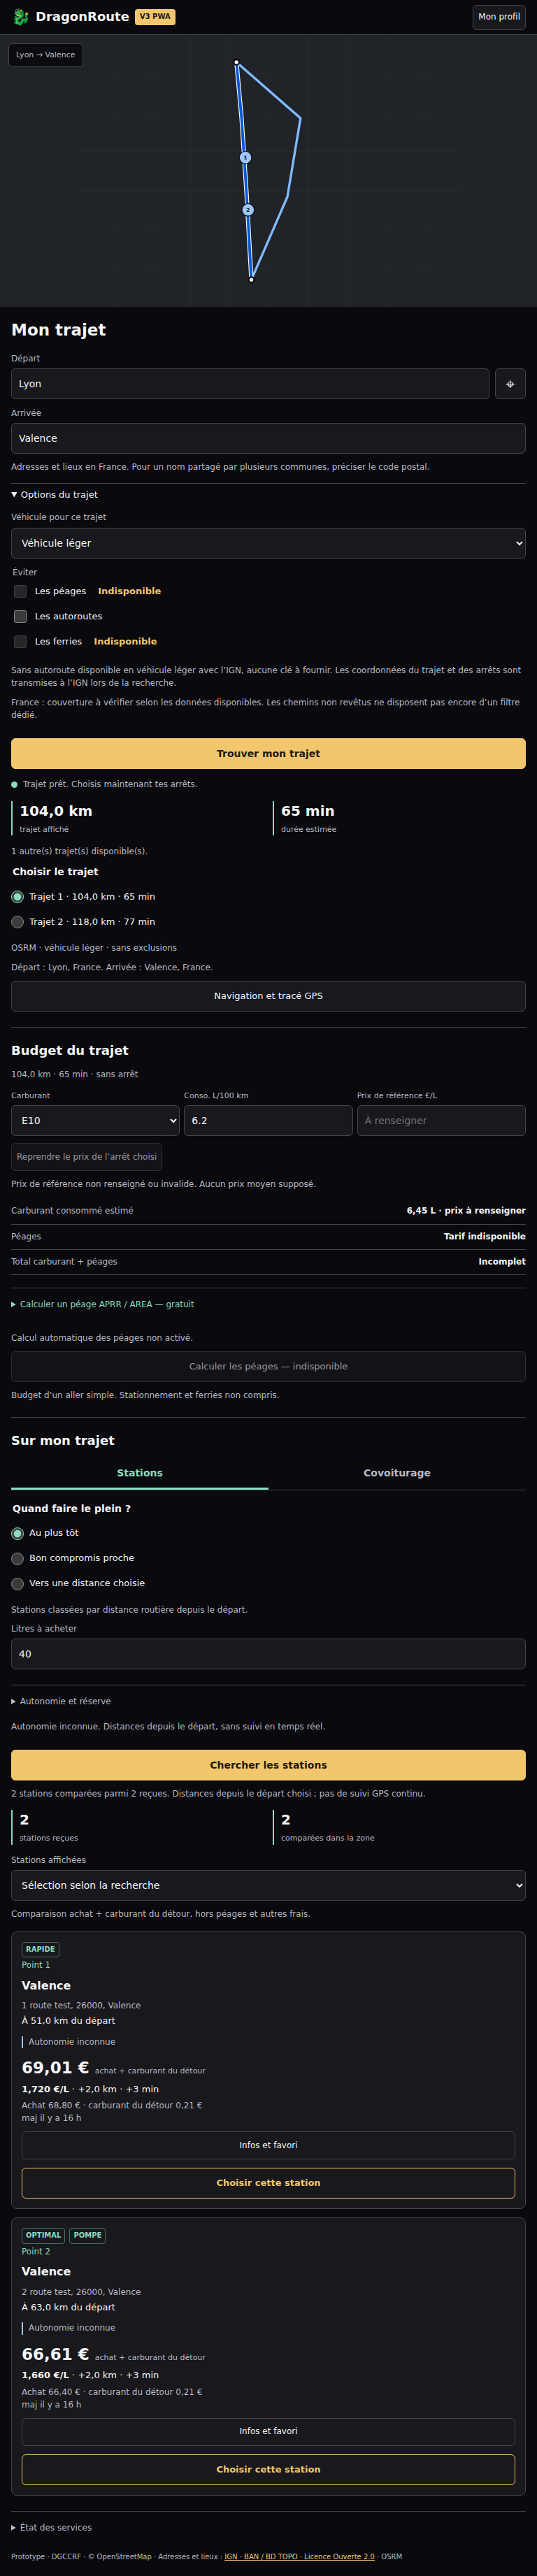 DragonRoute V3 PWA
Mon profil
Lyon → Valence
1
2
Mon trajet
Départ
Lyon
Arrivée
Valence
Adresses et lieux en France. Pour un nom partagé par plusieurs communes, préciser le code postal.
Options du trajet
Véhicule pour ce trajet
Véhicule léger
Éviter
Les péages Indisponible
Les autoroutes
Les ferries Indisponible
Sans autoroute disponible en véhicule léger avec l’IGN, aucune clé à fournir. Les coordonnées du trajet et des arrêts sont
transmises à l’IGN lors de la recherche.
France : couverture à vérifier selon les données disponibles. Les chemins non revêtus ne disposent pas encore d’un filtre
dédié.
Trouver mon trajet
Trajet prêt. Choisis maintenant tes arrêts.
104,0 km
trajet affiché
65 min
durée estimée
1 autre(s) trajet(s) disponible(s).
Choisir le trajet
Trajet 1 · 104,0 km · 65 min
Trajet 2 · 118,0 km · 77 min
OSRM · véhicule léger · sans exclusions
Départ : Lyon, France. Arrivée : Valence, France.
Navigation et tracé GPS
Budget du trajet
104,0 km · 65 min · sans arrêt
Carburant
Conso. L/100 km
Prix de référence €/L
E10
6.2
À renseigner
Reprendre le prix de l’arrêt choisi
Prix de référence non renseigné ou invalide. Aucun prix moyen supposé.
Carburant consommé estimé 6,45 L · prix à renseigner
Péages Tarif indisponible
Total carburant + péages Incomplet
Calculer un péage APRR / AREA — gratuit
Calcul automatique des péages non activé.
Calculer les péages — indisponible
Budget d’un aller simple. Stationnement et ferries non compris.
Sur mon trajet
Stations
Covoiturage
Quand faire le plein ?
Au plus tôt
Bon compromis proche
Vers une distance choisie
Stations classées par distance routière depuis le départ.
Litres à acheter
40
Autonomie et réserve
Autonomie inconnue. Distances depuis le départ, sans suivi en temps réel.
Chercher les stations
2 stations comparées parmi 2 reçues. Distances depuis le départ choisi ; pas de suivi GPS continu.
2
stations reçues
2
comparées dans la zone
Stations affichées
Sélection selon la recherche
Comparaison achat + carburant du détour, hors péages et autres frais.
RAPIDE
Point 1
Valence
1 route test, 26000, Valence
À 51,0 km du départ
Autonomie inconnue
69,01 € achat + carburant du détour
1,720 €/L · +2,0 km · +3 min
Achat 68,80 € · carburant du détour 0,21 €
maj il y a 16 h
Infos et favori
Choisir cette station
OPTIMAL POMPE
Point 2
Valence
2 route test, 26000, Valence
À 63,0 km du départ
Autonomie inconnue
66,61 € achat + carburant du détour
1,660 €/L · +2,0 km · +3 min
Achat 66,40 € · carburant du détour 0,21 €
maj il y a 16 h
Infos et favori
Choisir cette station
État des services
Prototype · DGCCRF · © OpenStreetMap · Adresses et lieux : IGN · BAN / BD TOPO · Licence Ouverte 2.0 · OSRM